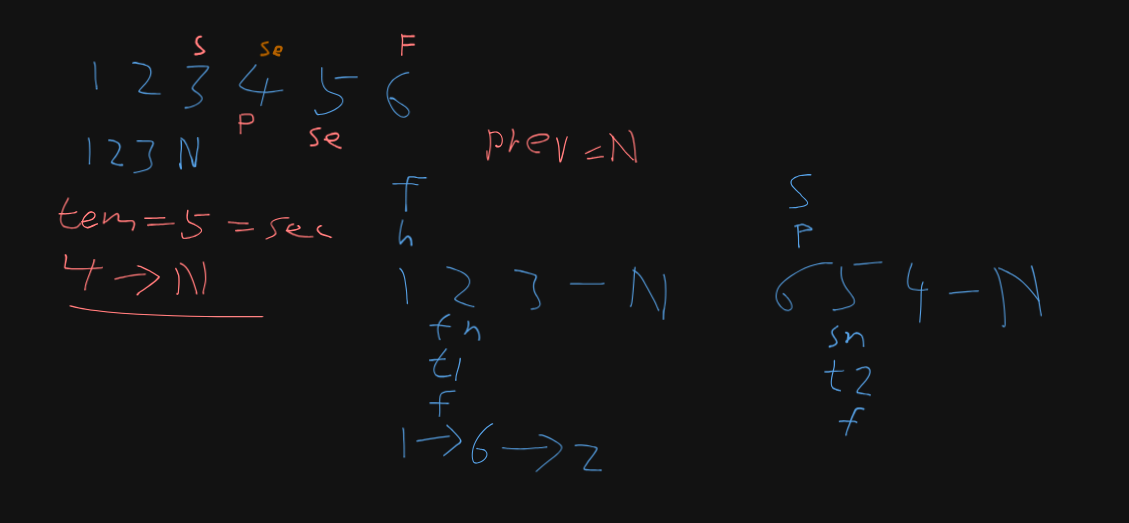 S se F
1 2 3 4 5 6
P se
1 2 3 N
prev = N
tem = 5 = sec
4 → N
F S
h P
1 2 3 - N 6 5 4 - N
fn sn
t1 t2
f f
1 → 6 → 2